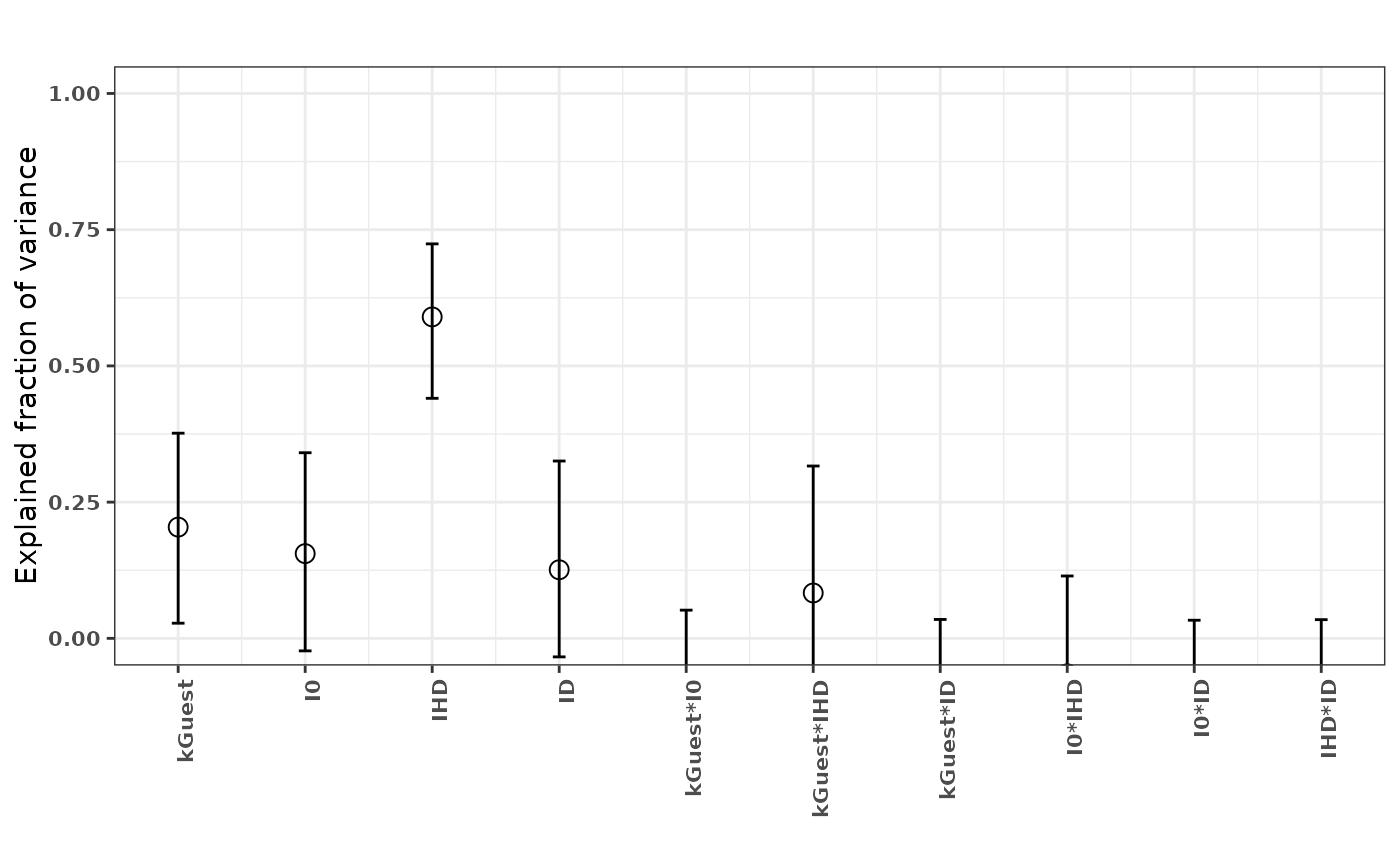 Explained fraction of variance
1.00
0.75
0.50
0.25
0.00
kGuest
I0
IHD
ID
kGuest*I0
kGuest*IHD
kGuest*ID
I0*IHD
I0*ID
IHD*ID